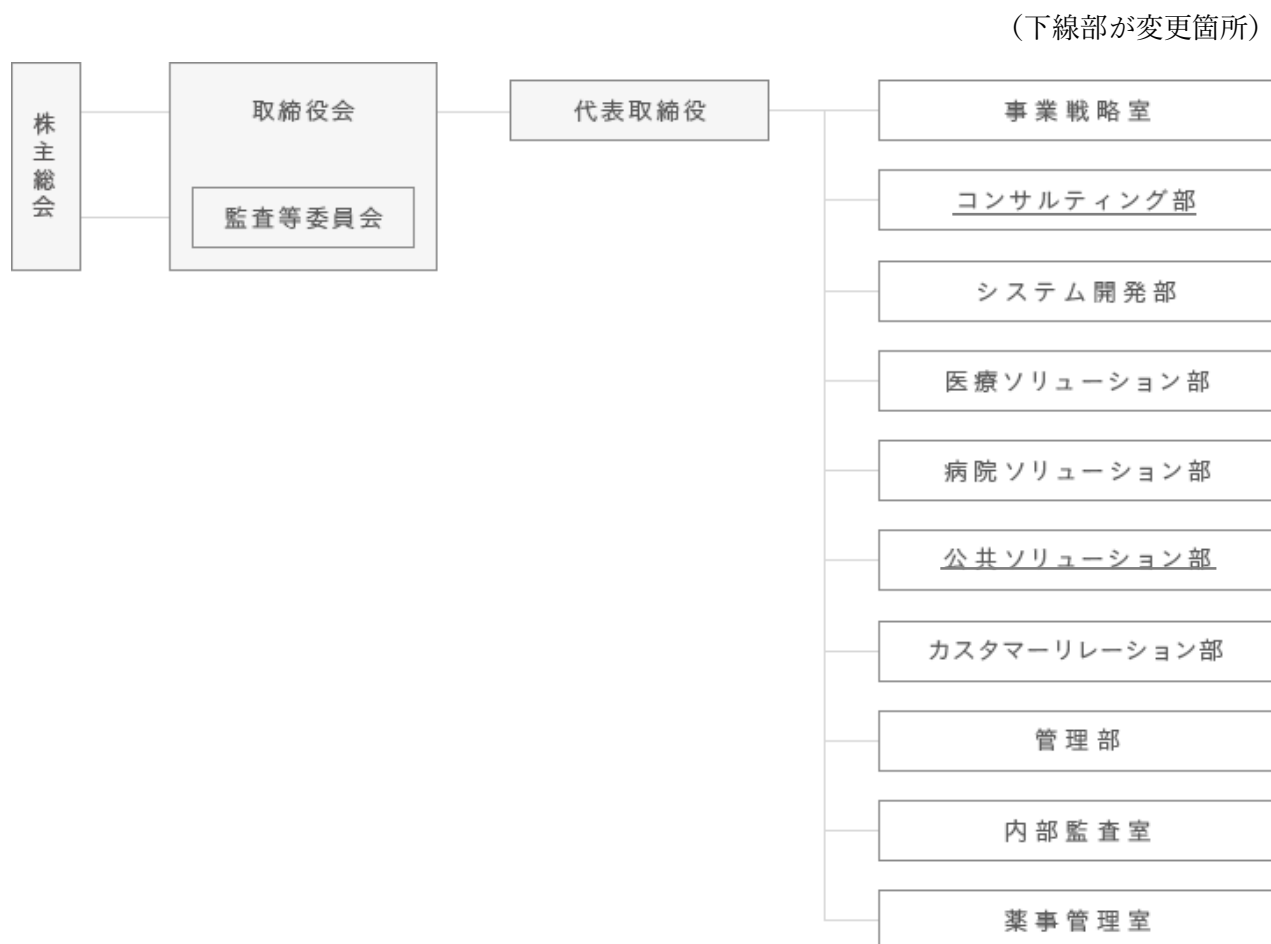 (下線部が変更箇所)
株主総会
取締役会
監査等委員会
代表取締役
事業戦略室
コンサルティング部
システム開発部
医療ソリューション部
病院ソリューション部
公共ソリューション部
カスタマーリレーション部
管理部
内部監査室
薬事管理室